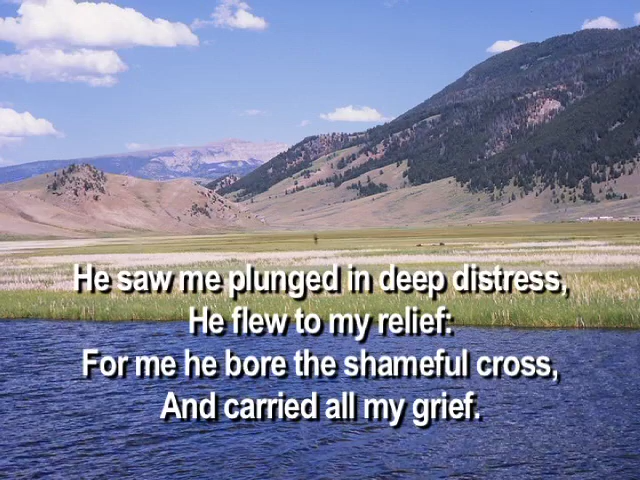 He saw me plunged in deep distress,
He flew to my relief:
For me he bore the shameful cross,
And carried all my grief.